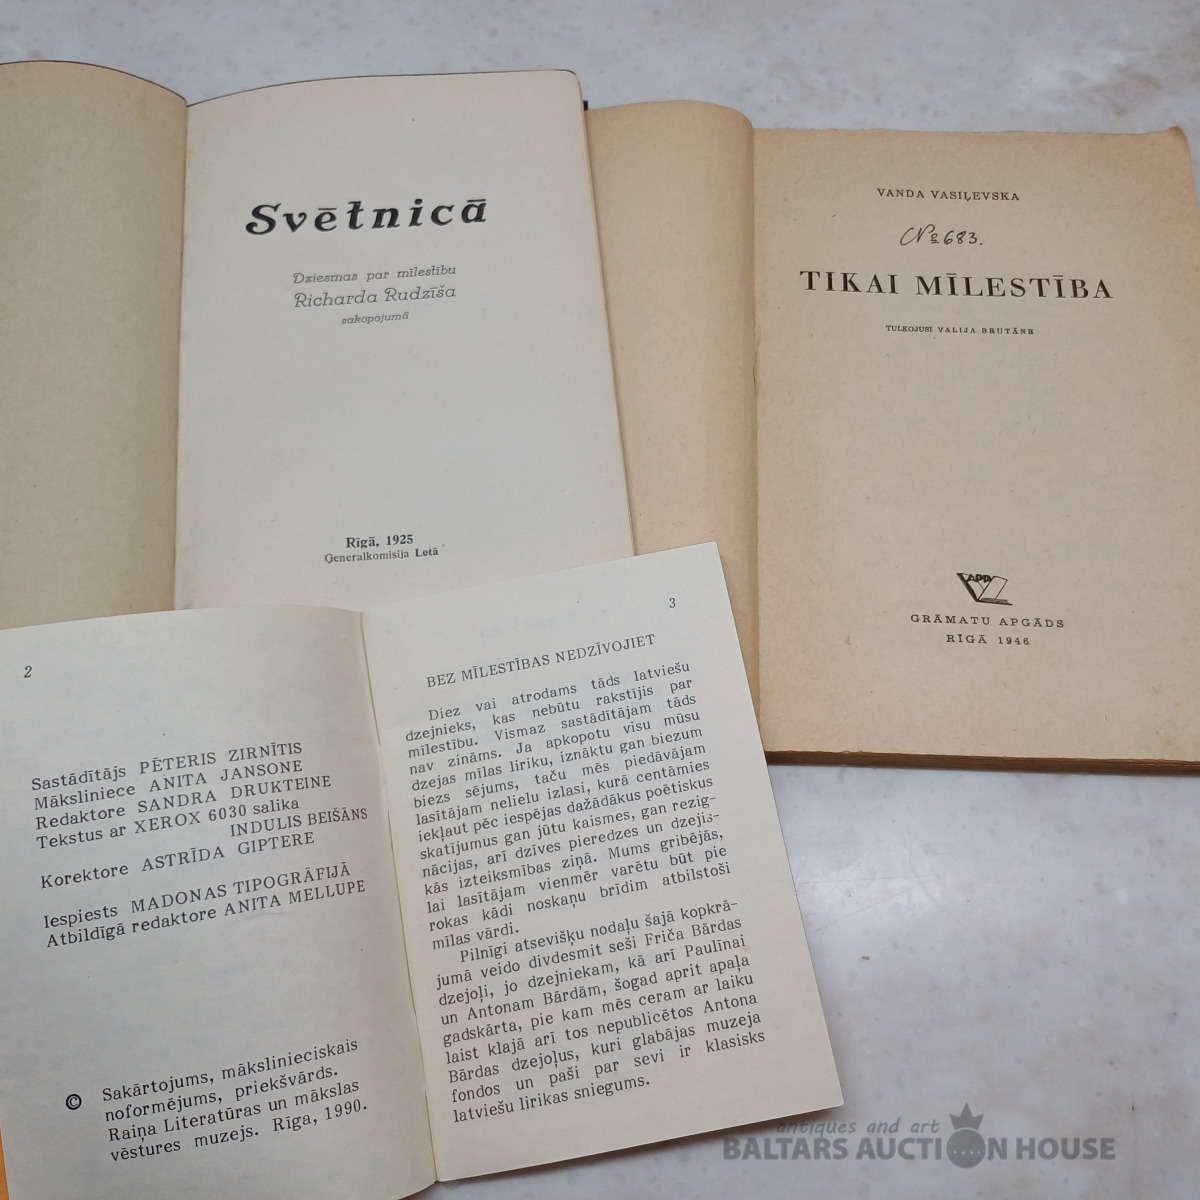 Svētnicā
Dziesmas par mīlestību
Richarda Rudzīša
sakopojumā
Rīgā, 1925
Ģeneralkomisija Letā
VANDA VASIĻEVSKA
№ 683.
TIKAI MĪLESTĪBA
TULKOJUSI VALIJA BRUTĀNE
APP
GRĀMATU APGĀDS
RĪGĀ 1946
2
Sastādītājs PĒTERIS ZIRNĪTIS
Māksliniece ANITA JANSONE
Redaktore SANDRA DRUKTEINE
Tekstus ar XEROX 6030 salika
INDULIS BEIŠĀNS
Korektore ASTRĪDA GIPTERE
Iespiests MADONAS TIPOGRĀFIJĀ
Atbildīgā redaktore ANITA MELLUPE
© Sakārtojums, mākslinieciskais
noformējums, priekšvārds.
Raiņa Literatūras un mākslas
vēstures muzejs. Rīga, 1990.
3
BEZ MĪLESTĪBAS NEDZĪVOJIET
Diez vai atrodams tāds latviešu
dzejnieks, kas nebūtu rakstījis par
mīlestību. Vismaz sastādītājam tāds
nav zināms. Ja apkopotu visu mūsu
dzejas mīlas liriku, iznāktu gan biezum
biezs sējums, taču mēs piedāvājam
lasītājam nelielu izlasi, kurā centāmies
iekļaut pēc iespējas dažādākus poētiskus
skatījumus gan jūtu kaismes, gan rezig-
nācijas, arī dzīves pieredzes un dzejis-
kās izteiksmības ziņā. Mums gribējās,
lai lasītājam vienmēr varētu būt pie
rokas kādi noskaņu brīdim atbilstoši
mīlas vārdi.
Pilnīgi atsevišķu nodaļu šajā kopkrā-
jumā veido divdesmit seši Friča Bārdas
dzejoļi, jo dzejniekam, kā arī Paulīnai
un Antonam Bārdām, šogad aprit apaļa
gadskārta, pie kam mēs ceram ar laiku
laist klajā arī tos nepublicētos Antona
Bārdas dzejoļus, kuri glabājas muzeja
fondos un paši par sevi ir klasisks
latviešu lirikas sniegums.
antiques and art
BALTARS AUCTION HOUSE